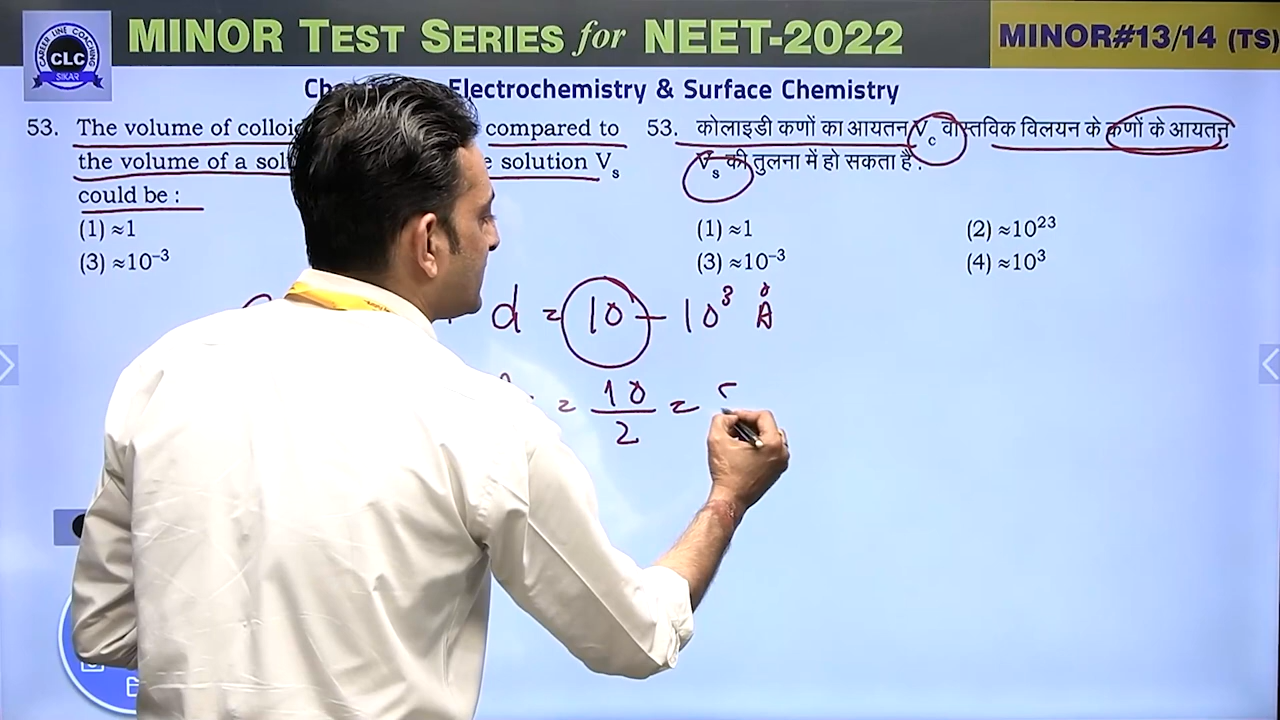 CAREER LINE COACHING
CLC
SIKAR
MINOR TEST SERIES for NEET-2022
MINOR#13/14 (TS)
Electrochemistry & Surface Chemistry
53. The volume of compared to
the volume of a solution Vs
could be :
(1) ≈1
(3) ≈10⁻³
53. कोलाइडी कणों का आयतन Vc वास्तविक विलयन के कणों के आयतन
Vs की तुलना में हो सकता है :
(1) ≈1 (2) ≈10²³
(3) ≈10⁻³ (4) ≈10³
d = 10 - 10³ Å
= 10/2 =